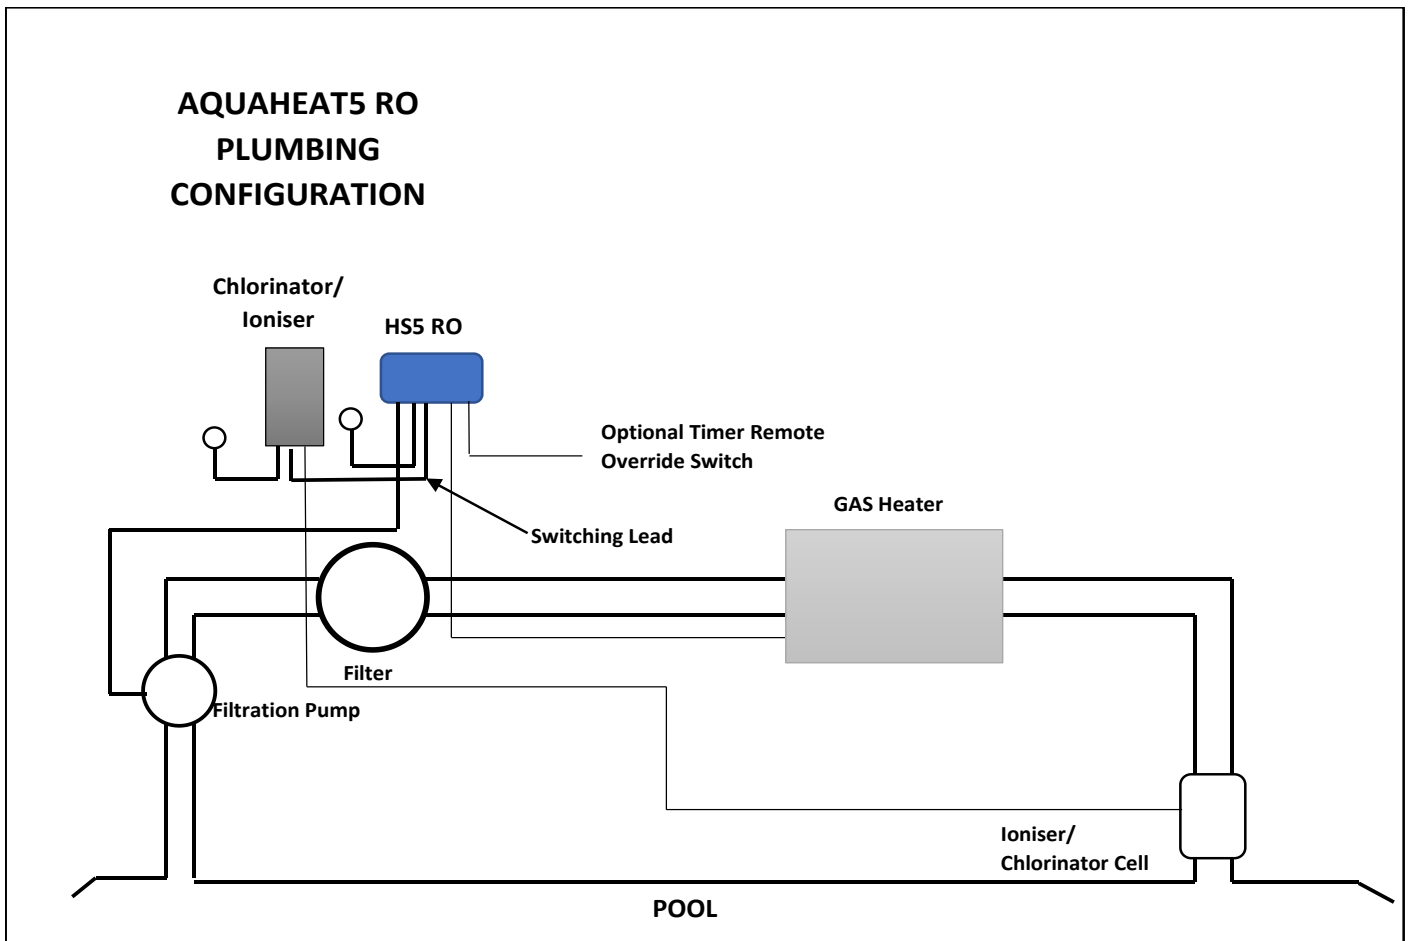 AQUAHEAT5 RO
PLUMBING
CONFIGURATION
Chlorinator/
Ioniser
HS5 RO
Optional Timer Remote
Override Switch
GAS Heater
Switching Lead
Filter
Filtration Pump
Ioniser/
Chlorinator Cell
POOL